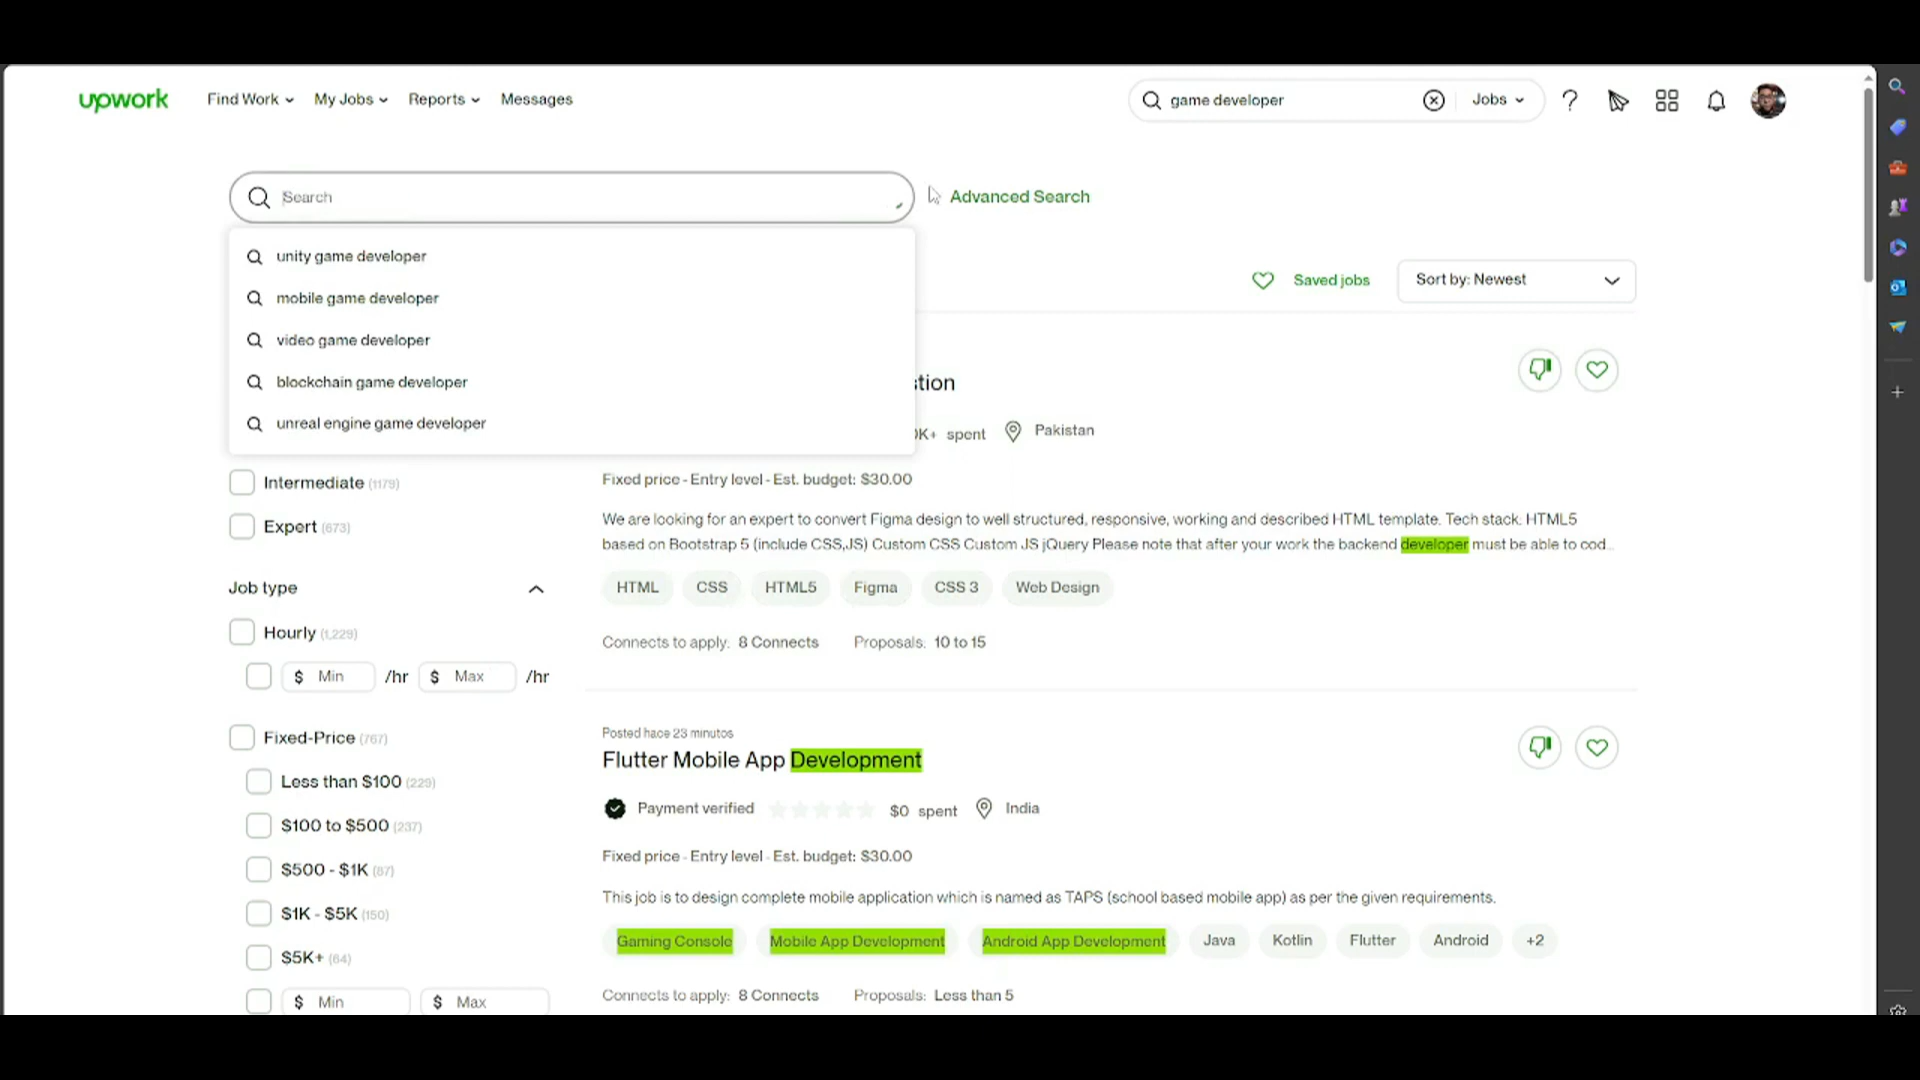 upwork
Find Work
My Jobs
Reports
Messages
game developer
Jobs
Search
Advanced Search
unity game developer
mobile game developer
video game developer
blockchain game developer
unreal engine game developer
Saved jobs
Sort by: Newest
Intermediate (1179)
Expert (673)
Job type
Hourly (1,229)
$ Min /hr $ Max /hr
Fixed-Price (767)
Less than $100 (229)
$100 to $500 (237)
$500 - $1K (87)
$1K - $5K (150)
$5K+ (64)
$ Min $ Max
K+ spent Pakistan
Fixed price - Entry level - Est. budget: $30.00
We are looking for an expert to convert Figma design to well structured, responsive, working and described HTML template. Tech stack: HTML5
based on Bootstrap 5 (include CSS,JS) Custom CSS Custom JS jQuery Please note that after your work the backend developer must be able to cod...
HTML CSS HTML5 Figma CSS 3 Web Design
Connects to apply: 8 Connects Proposals: 10 to 15
Posted hace 23 minutos
Flutter Mobile App Development
Payment verified $0 spent India
Fixed price - Entry level - Est. budget: $30.00
This job is to design complete mobile application which is named as TAPS (school based mobile app) as per the given requirements.
Gaming Console Mobile App Development Android App Development Java Kotlin Flutter Android +2
Connects to apply: 8 Connects Proposals: Less than 5